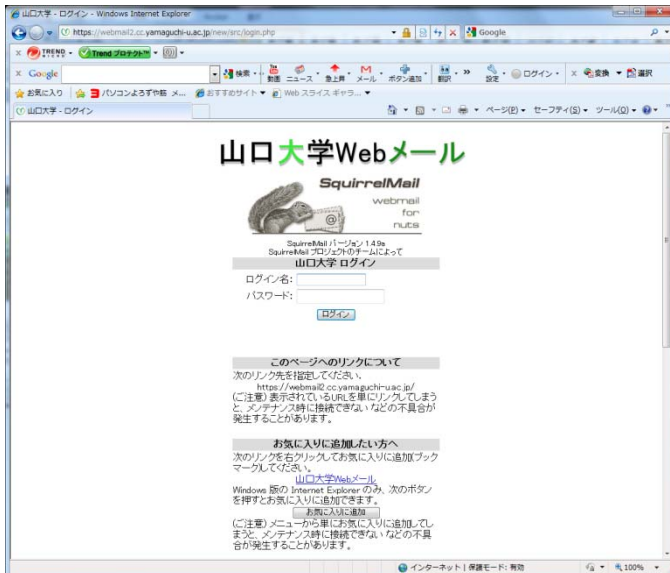 山口大学 - ログイン - Windows Internet Explorer
https://webmail2.cc.yamaguchi-u.ac.jp/new/src/login.php
Google
TREND MICRO
Trend プロテクト™
Google
検索
動画
ニュース
急上昇
メール
ボタン追加
翻訳
設定
ログイン
変換
選択
お気に入り
パソコンよろずや筋 メ...
おすすめサイト
Web スライス ギャラ...
山口大学 - ログイン
ページ(P)
セーフティ(S)
ツール(O)
山口大学Webメール
SquirrelMail
webmail
for
nuts
SquirrelMail バージョン 1.4.9a
SquirrelMail プロジェクトのチームによって
山口大学 ログイン
ログイン名:
パスワード:
ログイン
このページへのリンクについて
次のリンク先を指定してください.
https://webmail2.cc.yamaguchi-u.ac.jp/
(ご注意) 表示されているURLを単にリンクしてしまう
と、メンテナンス時に接続できない などの不具合が
発生することがあります。
お気に入りに追加したい方へ
次のリンクを右クリックしてお気に入りに追加(ブック
マーク)してください。
山口大学Webメール
Windows 版の Internet Explorer のみ、次のボタン
を押すとお気に入りに追加できます。
お気に入りに追加
(ご注意) メニューから単にお気に入りに追加してし
まうと、メンテナンス時に接続できない などの不具
合が発生することがあります。
インターネット | 保護モード: 有効
100%